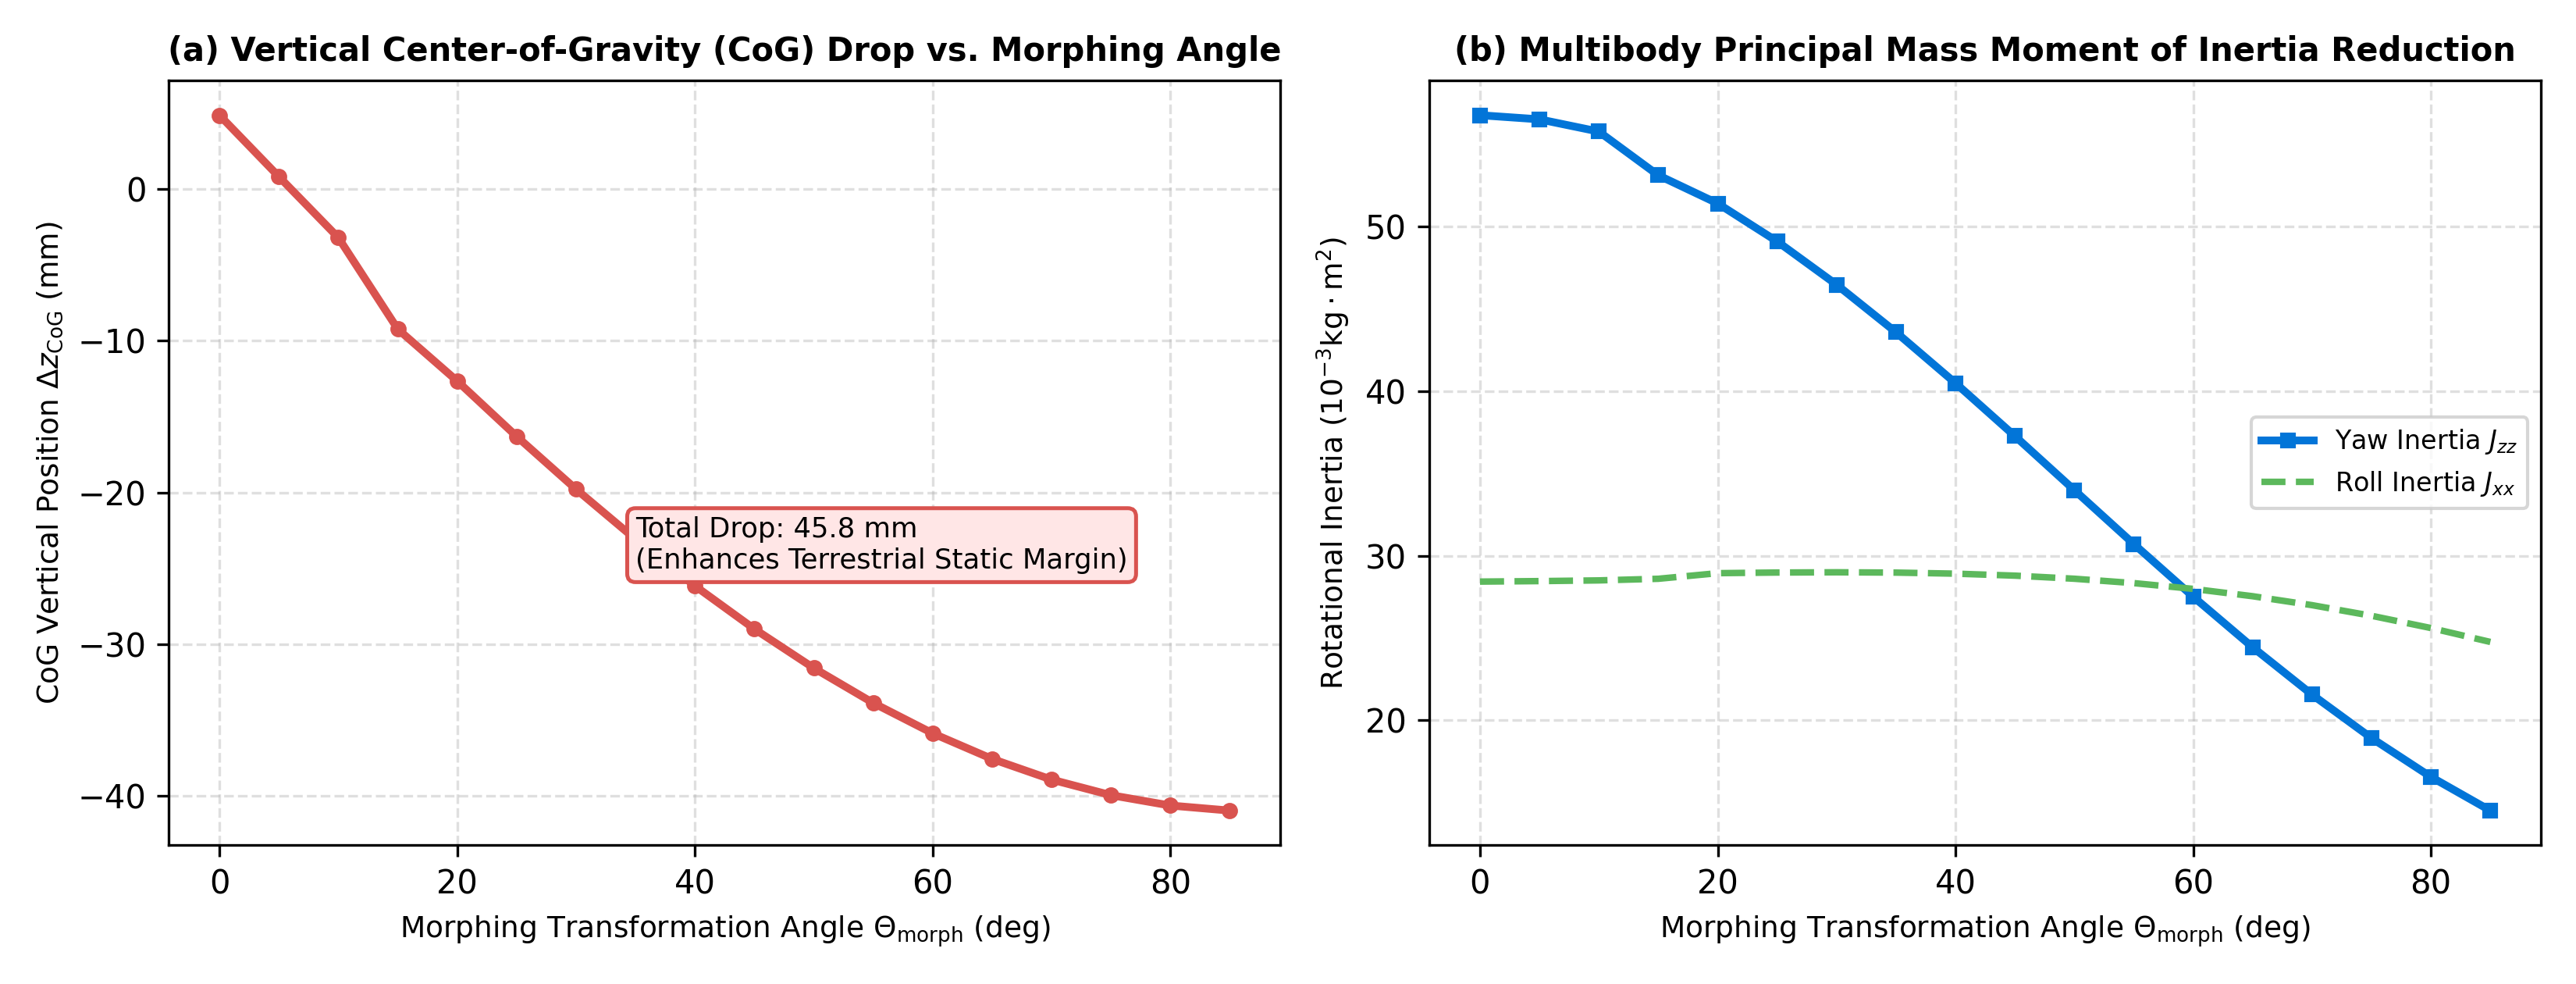 (a) Vertical Center-of-Gravity (CoG) Drop vs. Morphing Angle
CoG Vertical Position Δz_CoG (mm)
0
−10
−20
−30
−40
Total Drop: 45.8 mm
(Enhances Terrestrial Static Margin)
0 20 40 60 80
Morphing Transformation Angle Θ_morph (deg)
(b) Multibody Principal Mass Moment of Inertia Reduction
Rotational Inertia (10⁻³kg · m²)
50
40
30
20
Yaw Inertia J_zz
Roll Inertia J_xx
0 20 40 60 80
Morphing Transformation Angle Θ_morph (deg)